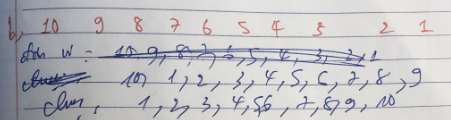 b, 10 9 8 7 6 5 4 3 2 1
10, 9, 8, 7, 6, 5, 4, 3, 2, 1
10, 1, 2, 3, 4, 5, 6, 7, 8, 9
1, 2, 3, 4, 5, 6, 7, 8, 9, 10